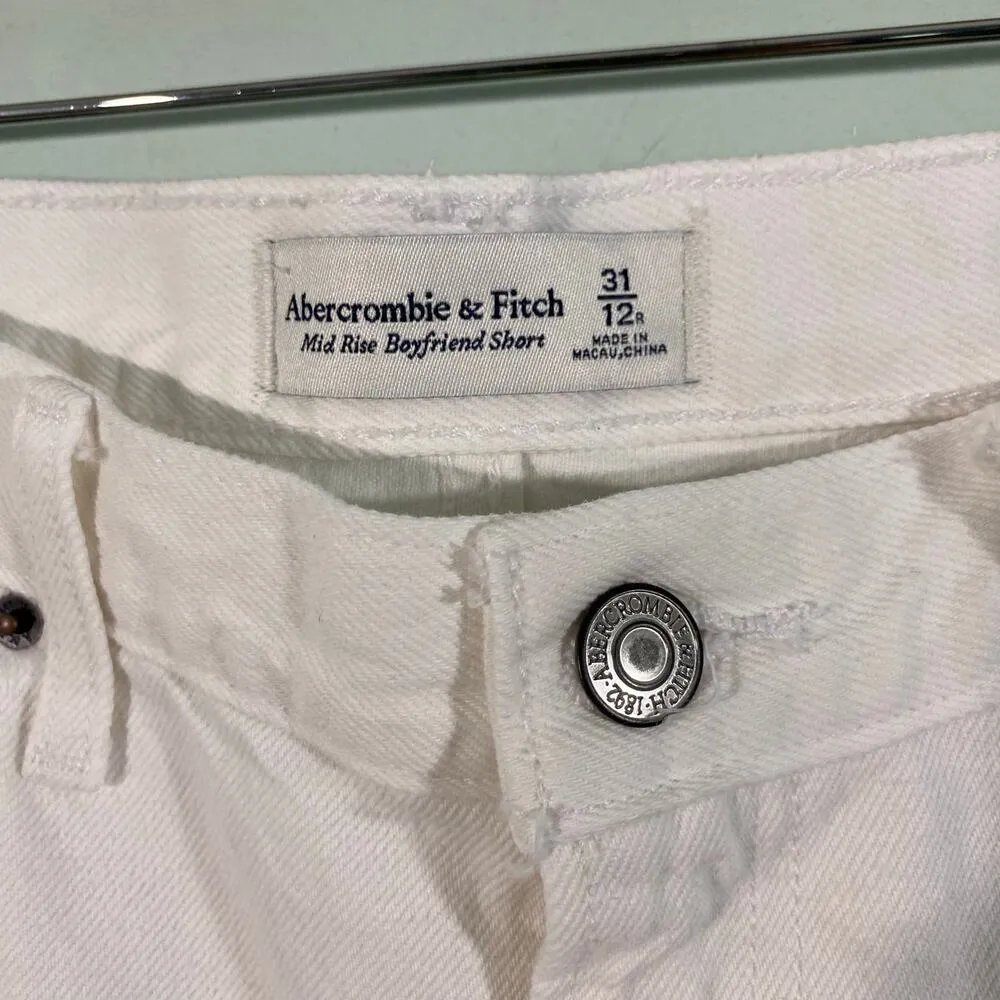 Abercrombie & Fitch
Mid Rise Boyfriend Short
31
12R
MADE IN
MACAU,CHINA
ABERCROMBIE & FITCH · 1892 ·